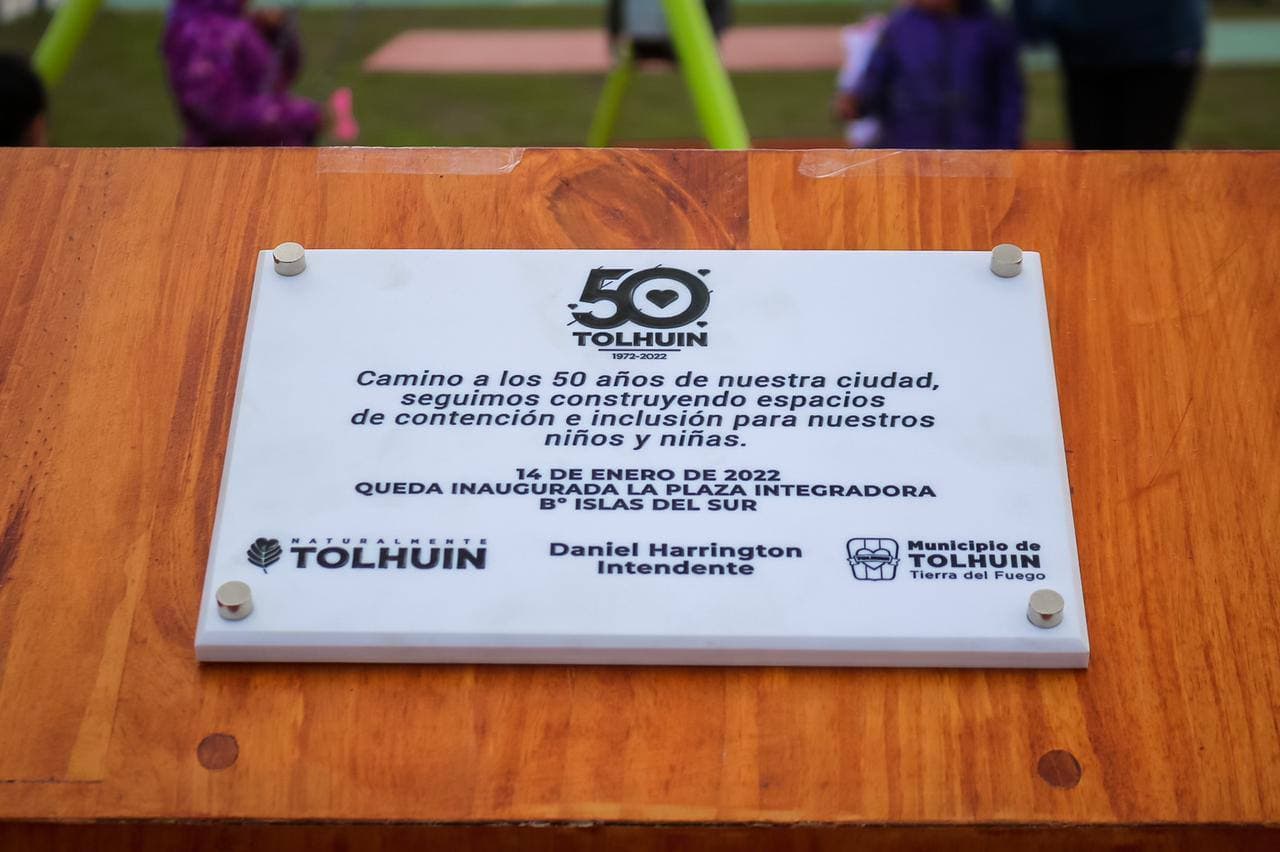 50
TOLHUIN
1972-2022
Camino a los 50 años de nuestra ciudad,
seguimos construyendo espacios
de contención e inclusión para nuestros
niños y niñas.
14 DE ENERO DE 2022
QUEDA INAUGURADA LA PLAZA INTEGRADORA
Bº ISLAS DEL SUR
NATURALMENTE
TOLHUIN
Daniel Harrington
Intendente
Municipio de
TOLHUIN
Tierra del Fuego